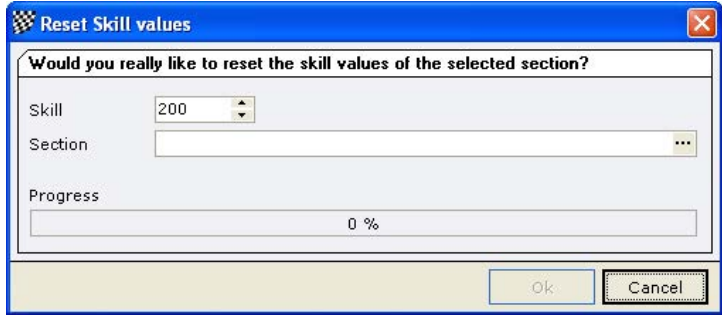 Reset Skill values
Would you really like to reset the skill values of the selected section?
Skill 200
Section ...
Progress
0 %
Ok Cancel